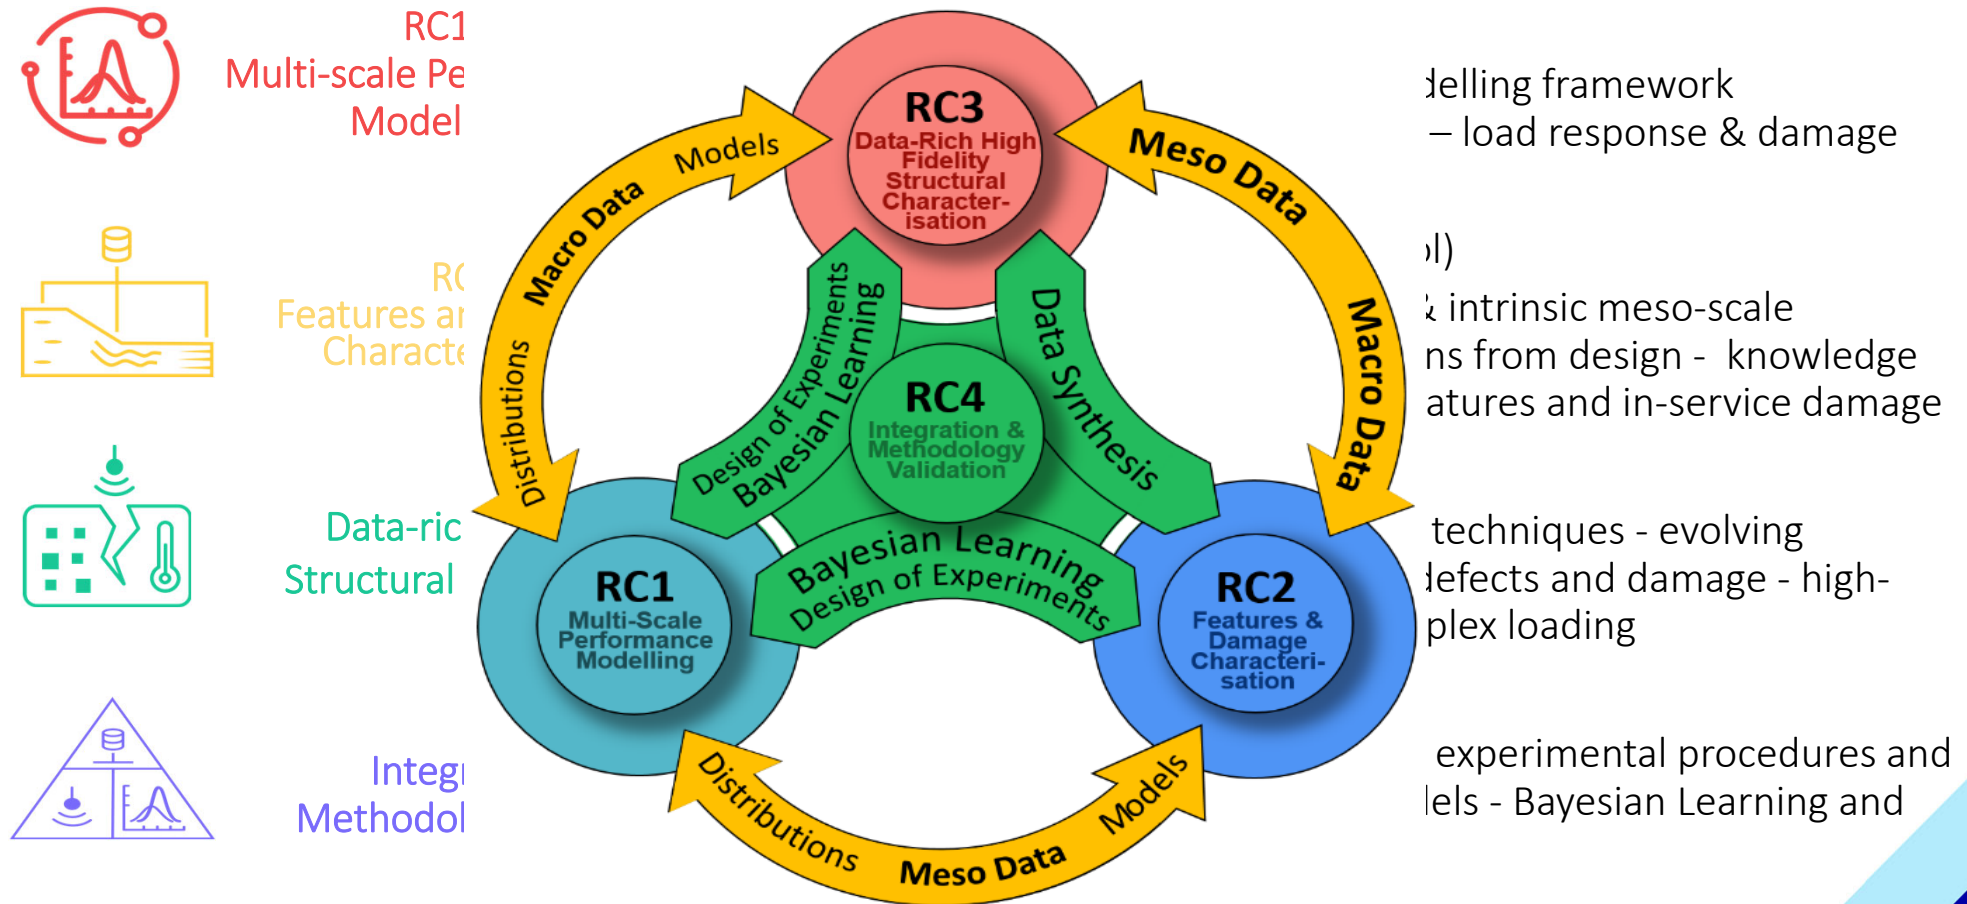 RC1
Multi-scale Pe
Model
Features ar
Characte
Data-ric
Structural
Integr
Methodol
RC3
Data-Rich High
Fidelity
Structural
Character-
isation
Models
Macro Data
Distributions
Meso Data
Macro Data
Design of Experiments
Bayesian Learning
Data Synthesis
RC4
Integration &
Methodology
Validation
Bayesian Learning
Design of Experiments
RC1
Multi-Scale
Performance
Modelling
RC2
Features &
Damage
Characteri-
sation
Distributions
Meso Data
Models
delling framework
– load response & damage
& intrinsic meso-scale
ns from design - knowledge
atures and in-service damage
techniques - evolving
defects and damage - high-
plex loading
experimental procedures and
lels - Bayesian Learning and